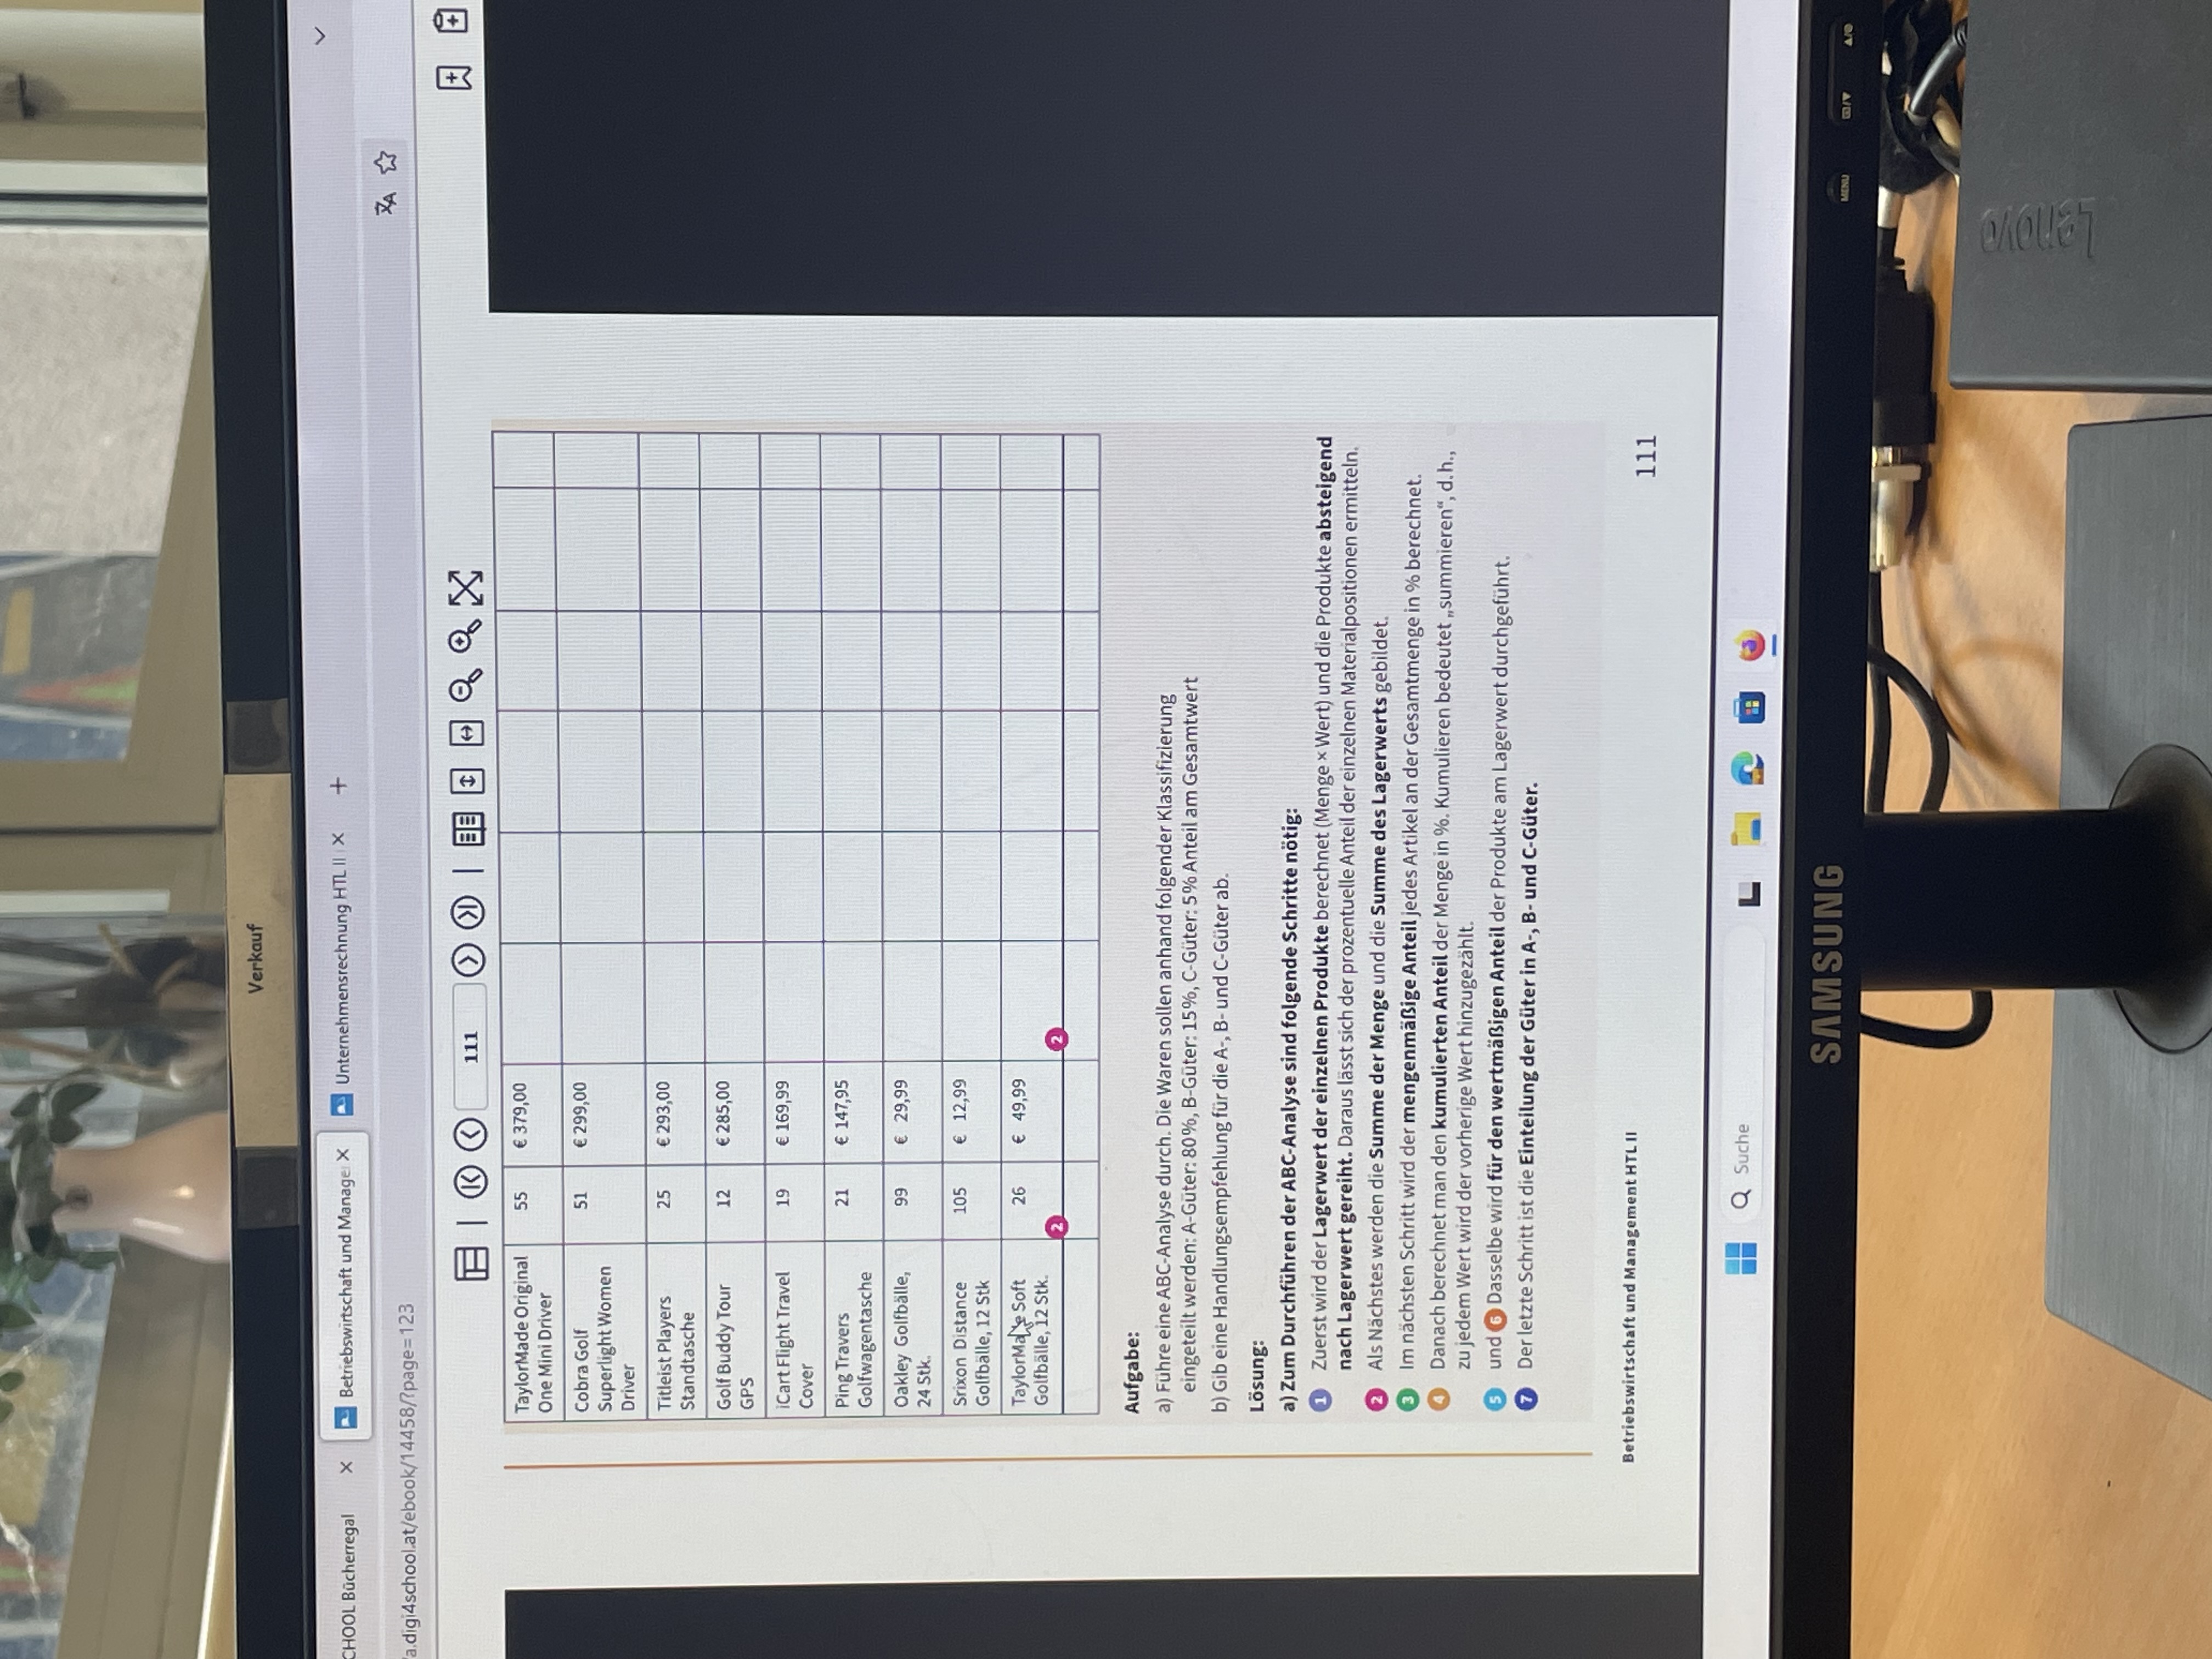 Verkauf
CHOOL Bücherregal
Betriebswirtschaft und Manage
Unternehmensrechnung HTL II
a.digi4school.at/ebook/14458/?page=123
111
TaylorMade Original One Mini Driver 55 € 379,00
Cobra Golf Superlight Women Driver 51 € 299,00
Titleist Players Standtasche 25 € 293,00
Golf Buddy Tour GPS 12 € 285,00
iCart Flight Travel Cover 19 € 169,99
Ping Travers Golfwagentasche 21 € 147,95
Oakley Golfbälle, 24 Stk. 99 € 29,99
Srixon Distance Golfbälle, 12 Stk 105 € 12,99
TaylorMade Soft Golfbälle, 12 Stk. 26 € 49,99
2 2
Aufgabe:
a) Führe eine ABC-Analyse durch. Die Waren sollen anhand folgender Klassifizierung
eingeteilt werden: A-Güter: 80%, B-Güter: 15%, C-Güter: 5% Anteil am Gesamtwert
b) Gib eine Handlungsempfehlung für die A-, B- und C-Güter ab.
Lösung:
a) Zum Durchführen der ABC-Analyse sind folgende Schritte nötig:
1 Zuerst wird der Lagerwert der einzelnen Produkte berechnet (Menge × Wert) und die Produkte absteigend
nach Lagerwert gereiht. Daraus lässt sich der prozentuelle Anteil der einzelnen Materialpositionen ermitteln.
2 Als Nächstes werden die Summe der Menge und die Summe des Lagerwerts gebildet.
3 Im nächsten Schritt wird der mengenmäßige Anteil jedes Artikel an der Gesamtmenge in % berechnet.
4 Danach berechnet man den kumulierten Anteil der Menge in %. Kumulieren bedeutet „summieren“, d. h.,
zu jedem Wert wird der vorherige Wert hinzugezählt.
5 und 6 Dasselbe wird für den wertmäßigen Anteil der Produkte am Lagerwert durchgeführt.
7 Der letzte Schritt ist die Einteilung der Güter in A-, B- und C-Güter.
Betriebswirtschaft und Management HTL II
111
Suche
SAMSUNG
MENU
lenovo